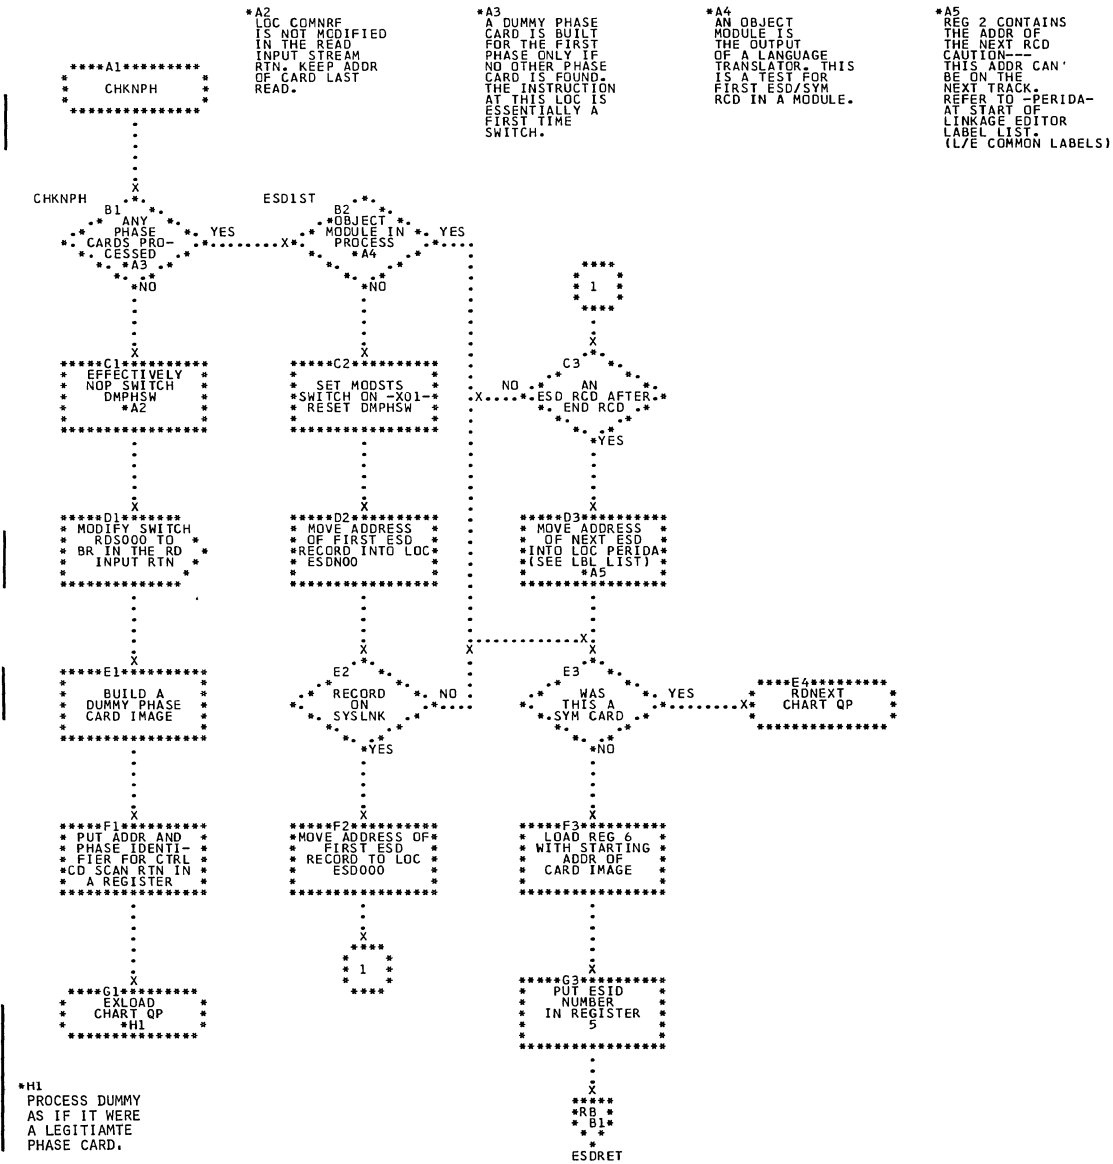 *A2
LOC COMNRF
IS NOT MODIFIED
IN THE READ
INPUT STREAM
RTN. KEEP ADDR
OF CARD LAST
READ.
*A3
A DUMMY PHASE
CARD IS BUILT
FOR THE FIRST
PHASE ONLY IF
NO OTHER PHASE
CARD IS FOUND.
THE INSTRUCTION
AT THIS LOC IS
ESSENTIALLY A
FIRST TIME
SWITCH.
*A4
AN OBJECT
MODULE IS
THE OUTPUT
OF A LANGUAGE
TRANSLATOR. THIS
IS A TEST FOR
FIRST ESD/SYM
RCD IN A MODULE.
*A5
REG 2 CONTAINS
THE ADDR OF
THE NEXT RCD
CAUTION---
THIS ADDR CAN'
BE ON THE
NEXT TRACK.
REFER TO -PERIDA-
AT START OF
LINKAGE EDITOR
LABEL LIST.
(L/E COMMON LABELS)
A1
CHKNPH
CHKNPH
B1
ANY
PHASE
CARDS PRO-
CESSED
*A3
YES
NO
ESD1ST
B2
OBJECT
MODULE IN
PROCESS
*A4
YES
NO
1
C1
EFFECTIVELY
NOP SWITCH
DMPHSW
*A2
C2
SET MODSTS
SWITCH ON -X01-
RESET DMPHSW
C3
AN
ESD RCD AFTER
END RCD
NO
YES
D1
MODIFY SWITCH
RDS000 TO
BR IN THE RD
INPUT RTN
D2
MOVE ADDRESS
OF FIRST ESD
RECORD INTO LOC
ESDN00
D3
MOVE ADDRESS
OF NEXT ESD
INTO LOC PERIDA
(SEE LBL LIST)
*A5
E1
BUILD A
DUMMY PHASE
CARD IMAGE
E2
RECORD
ON
SYSLNK
NO
YES
E3
WAS
THIS A
SYM CARD
YES
NO
E4
RDNEXT
CHART QP
F1
PUT ADDR AND
PHASE IDENTI-
FIER FOR CTRL
CD SCAN RTN IN
A REGISTER
F2
MOVE ADDRESS OF
FIRST ESD
RECORD TO LOC
ESD000
F3
LOAD REG 6
WITH STARTING
ADDR OF
CARD IMAGE
1
G1
EXLOAD
CHART QP
*H1
G3
PUT ESID
NUMBER
IN REGISTER
5
*H1
PROCESS DUMMY
AS IF IT WERE
A LEGITIAMTE
PHASE CARD.
RB
B1
ESDRET